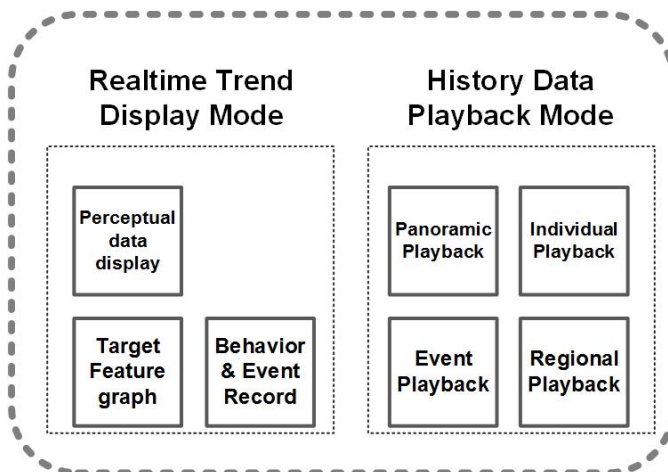 Realtime Trend
Display Mode
History Data
Playback Mode
Perceptual
data
display
Target
Feature
graph
Behavior
& Event
Record
Panoramic
Playback
Individual
Playback
Event
Playback
Regional
Playback